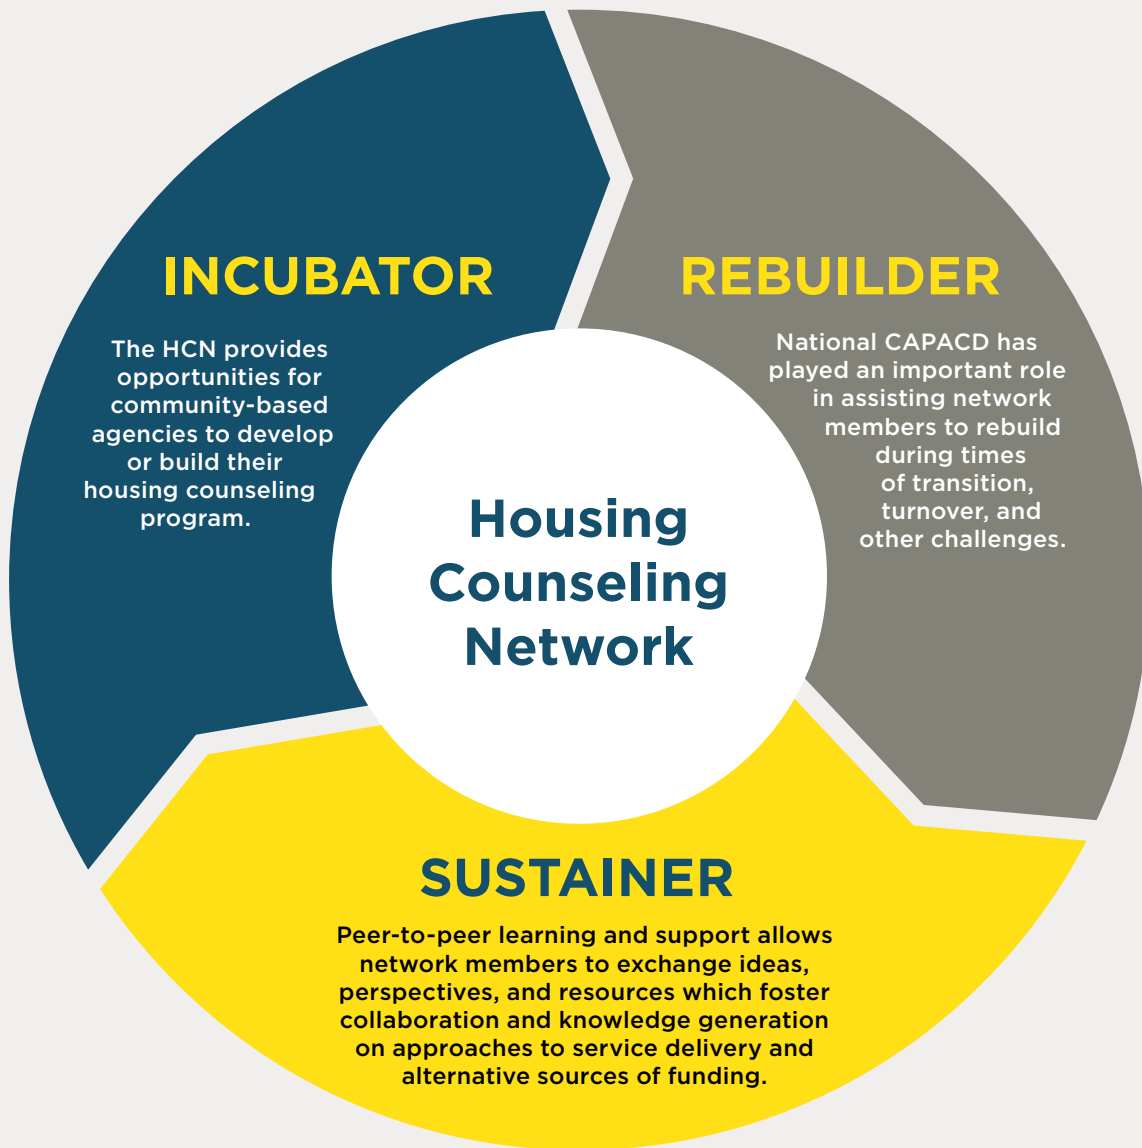 INCUBATOR
The HCN provides
opportunities for
community-based
agencies to develop
or build their
housing counseling
program.
REBUILDER
National CAPACD has
played an important role
in assisting network
members to rebuild
during times
of transition,
turnover, and
other challenges.
Housing
Counseling
Network
SUSTAINER
Peer-to-peer learning and support allows
network members to exchange ideas,
perspectives, and resources which foster
collaboration and knowledge generation
on approaches to service delivery and
alternative sources of funding.